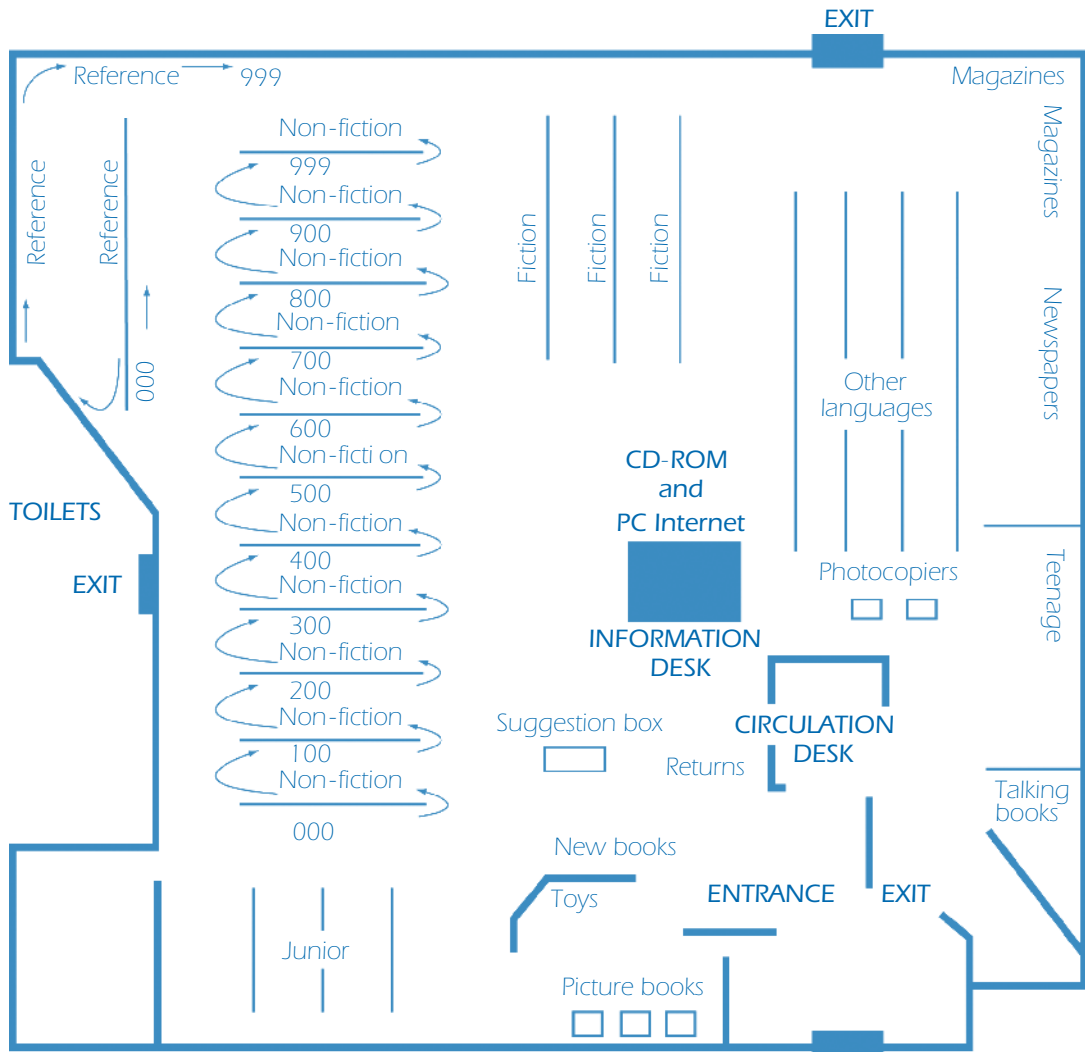 EXIT
Reference
999
Magazines
Magazines
Newspapers
Teenage
Talking
books
Reference
Reference
000
Non-fiction
999
Non-fiction
900
Non-fiction
800
Non-fiction
700
Non-fiction
600
Non-ficti on
500
Non-fiction
400
Non-fiction
300
Non-fiction
200
Non-fiction
100
Non-fiction
000
Fiction
Fiction
Fiction
Other
languages
CD-ROM
and
PC Internet
INFORMATION
DESK
Photocopiers
TOILETS
EXIT
Suggestion box
CIRCULATION
DESK
Returns
New books
Toys
ENTRANCE
EXIT
Junior
Picture books